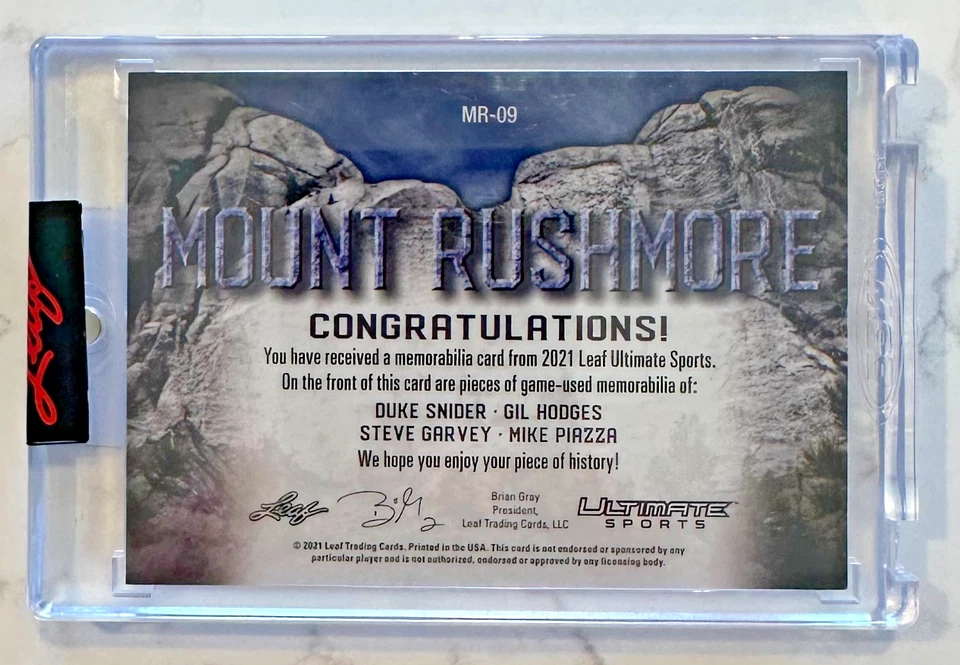 MR-09
MOUNT RUSHMORE
CONGRATULATIONS!
You have received a memorabilia card from 2021 Leaf Ultimate Sports.
On the front of this card are pieces of game-used memorabilia of:
DUKE SNIDER · GIL HODGES
STEVE GARVEY · MIKE PIAZZA
We hope you enjoy your piece of history!
Leaf
Brian Gray
President,
Leaf Trading Cards, LLC
ULTIMATE
SPORTS
© 2021 Leaf Trading Cards. Printed in the USA. This card is not endorsed or sponsored by any
particular player and is not authorized, endorsed or approved by any licensing body.
Leaf